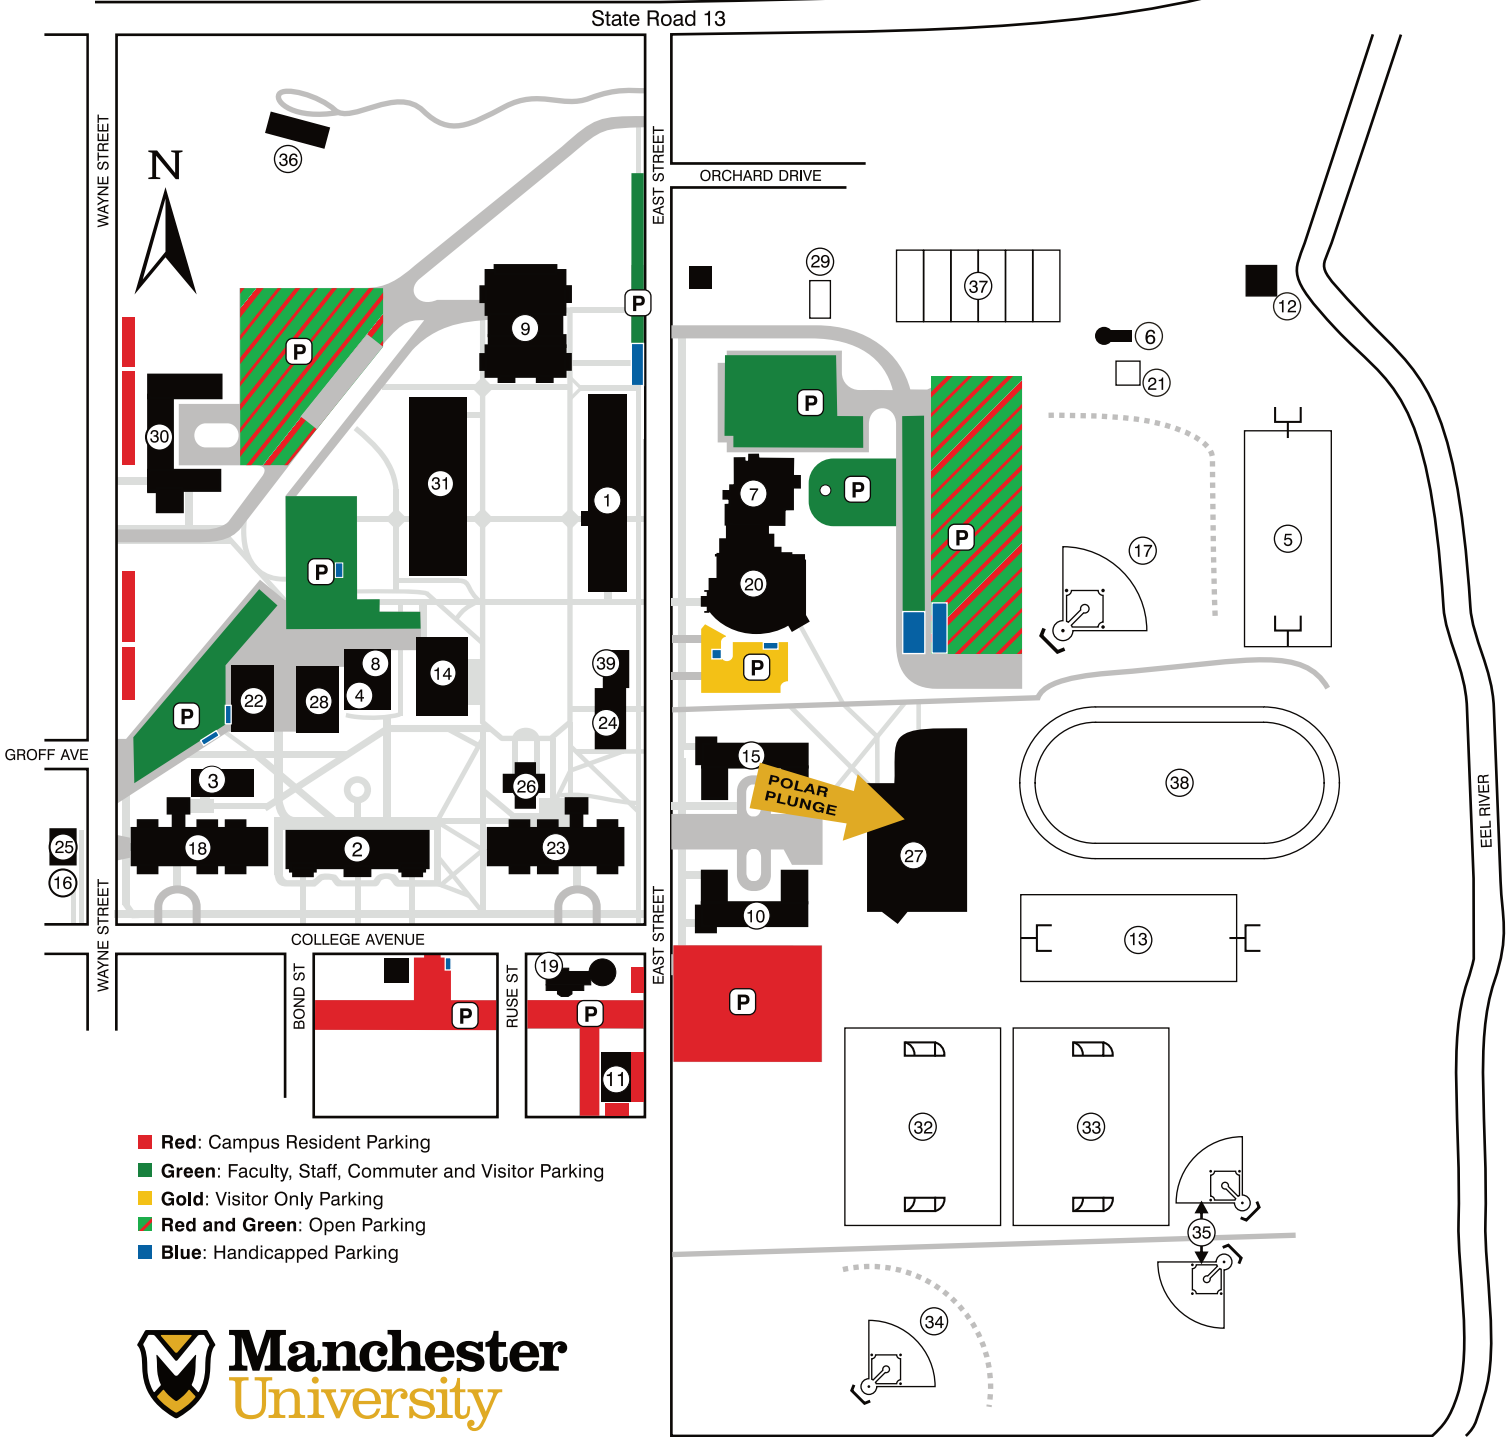 State Road 13
WAYNE STREET
EAST STREET
36
N
ORCHARD DRIVE
29
37
12
P
9
6
P
21
P
30
31
1
7
P
P
5
17
P
20
39
8
14
P
4
22
28
P
24
GROFF AVE
15
3
26
POLAR
PLUNGE
38
EEL RIVER
25
18
2
23
27
16
WAYNE STREET
EAST STREET
10
COLLEGE AVENUE
13
BOND ST
RUSE ST
19
P
P
P
11
32
33
Red: Campus Resident Parking
Green: Faculty, Staff, Commuter and Visitor Parking
Gold: Visitor Only Parking
Red and Green: Open Parking
Blue: Handicapped Parking
35
34
Manchester
University